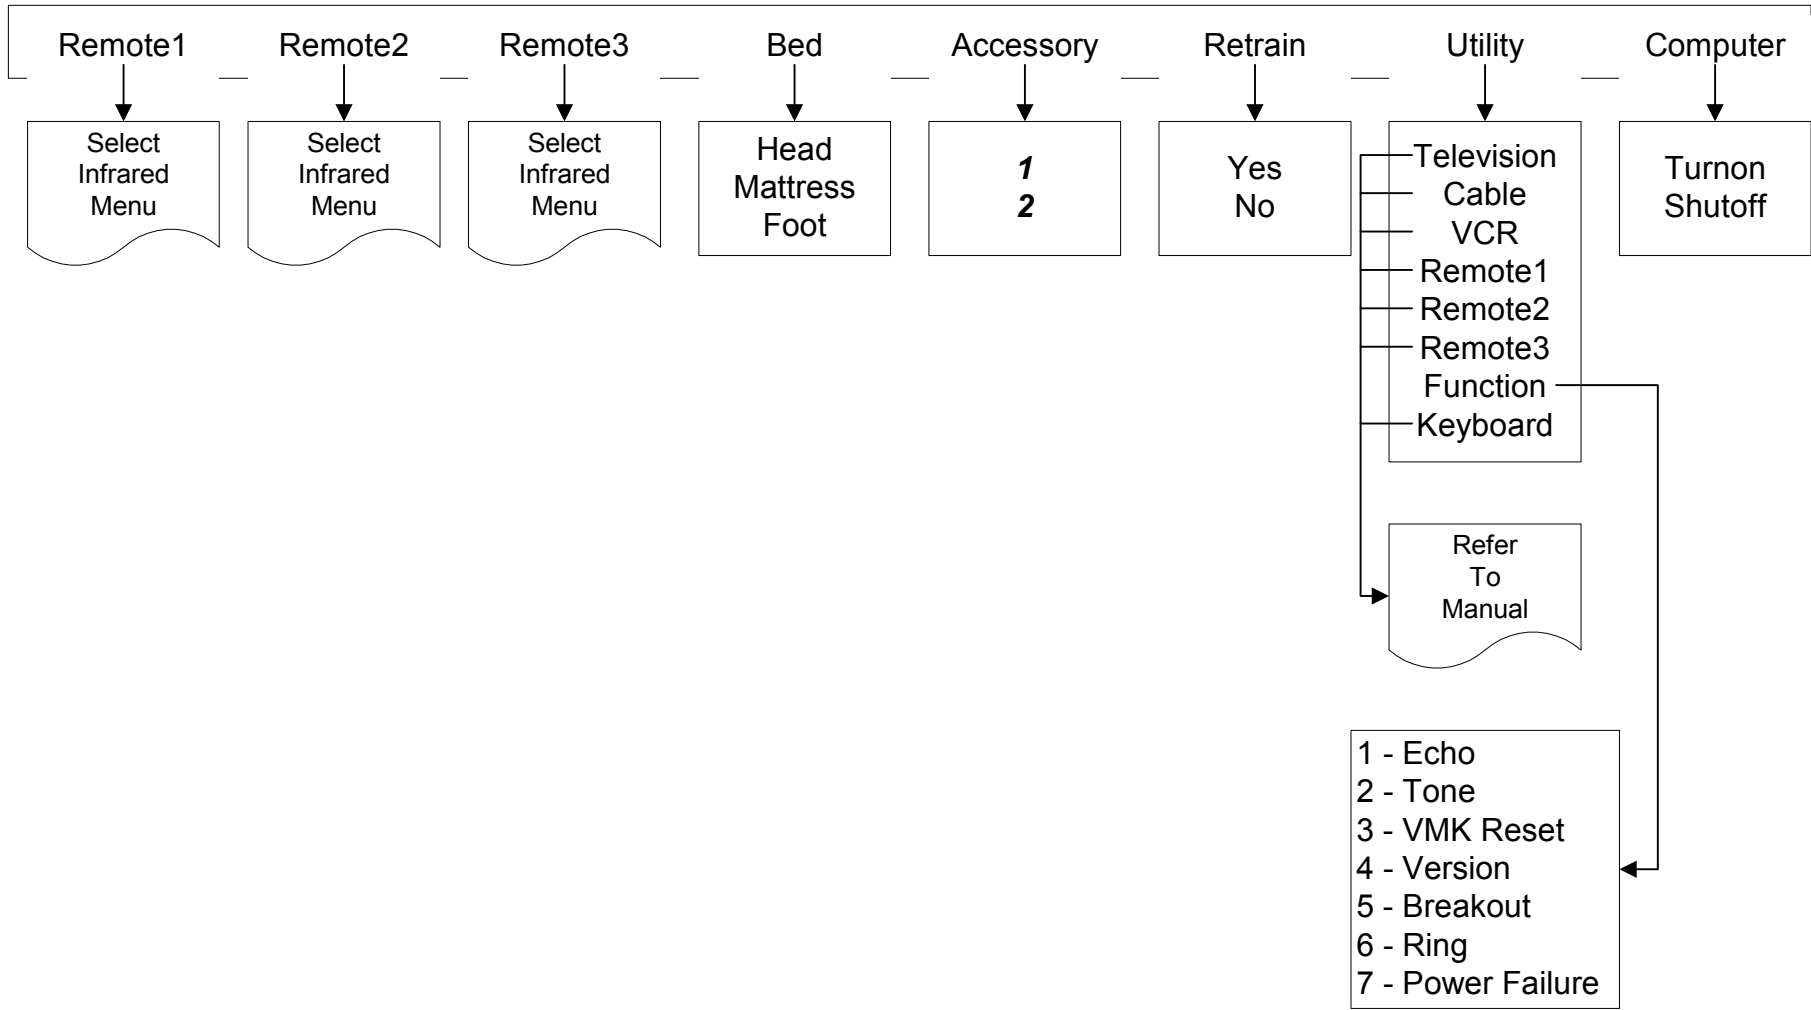 Remote1 Remote2 Remote3 Bed Accessory Retrain Utility Computer
Select
Infrared
Menu
Select
Infrared
Menu
Select
Infrared
Menu
Head
Mattress
Foot
1
2
Yes
No
Television
Cable
VCR
Remote1
Remote2
Remote3
Function
Keyboard
Turnon
Shutoff
Refer
To
Manual
1 - Echo
2 - Tone
3 - VMK Reset
4 - Version
5 - Breakout
6 - Ring
7 - Power Failure